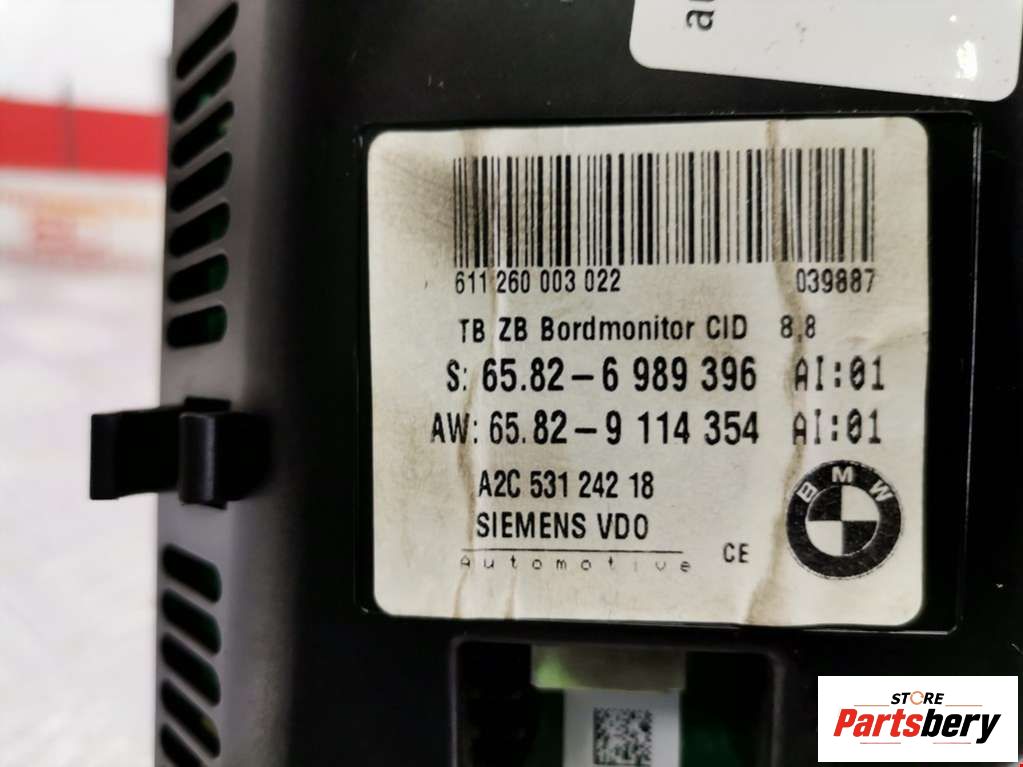 611 260 003 022 039887
TB ZB Bordmonitor CID 8,8
S: 65.82-6 989 396 AI:01
AW: 65.82-9 114 354 AI:01
A2C 531 242 18
SIEMENS VDO
Automotive CE
BMW
STORE
Partsbery